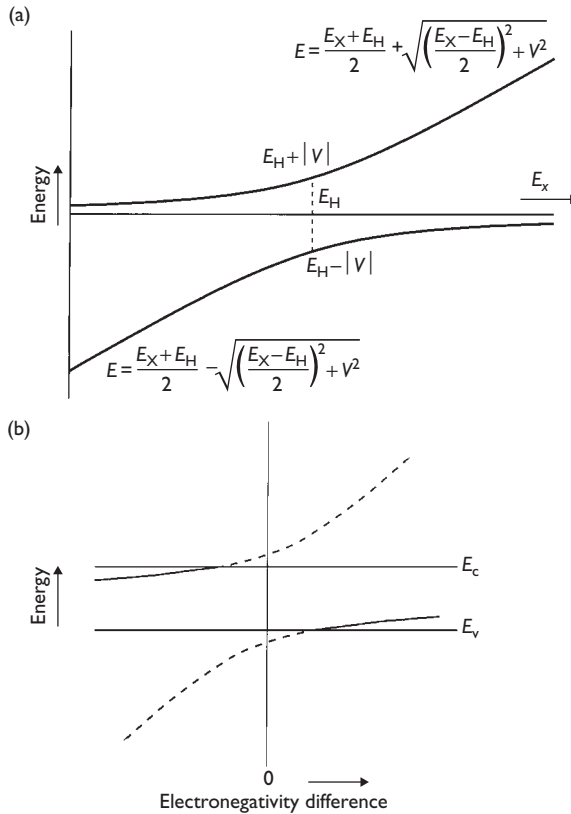 (a)
E = (E_X + E_H)/2 + √(((E_X − E_H)/2)² + V²)
E_H + |V|
E_H
E_x
Energy
E_H − |V|
E = (E_X + E_H)/2 − √(((E_X − E_H)/2)² + V²)
(b)
E_c
Energy
E_v
0
Electronegativity difference